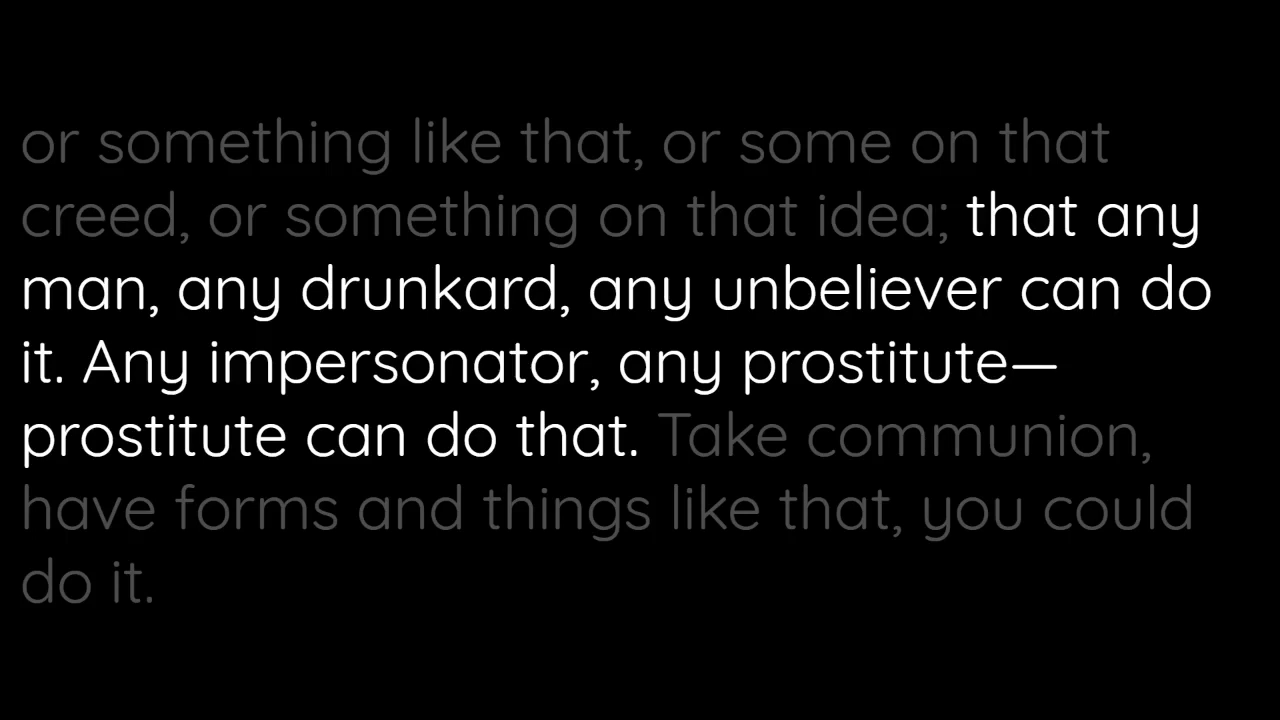 or something like that, or some on that
creed, or something on that idea; that any
man, any drunkard, any unbeliever can do
it. Any impersonator, any prostitute—
prostitute can do that. Take communion,
have forms and things like that, you could
do it.